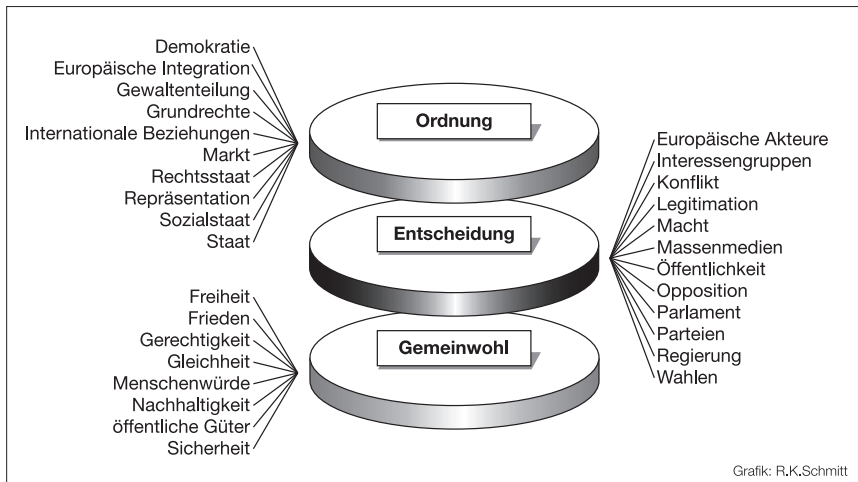 Demokratie
Europäische Integration
Gewaltenteilung
Grundrechte
Internationale Beziehungen
Markt
Rechtsstaat
Repräsentation
Sozialstaat
Staat
Ordnung
Entscheidung
Europäische Akteure
Interessengruppen
Konflikt
Legitimation
Macht
Massenmedien
Öffentlichkeit
Opposition
Parlament
Parteien
Regierung
Wahlen
Freiheit
Frieden
Gerechtigkeit
Gleichheit
Menschenwürde
Nachhaltigkeit
öffentliche Güter
Sicherheit
Gemeinwohl
Grafik: R.K.Schmitt